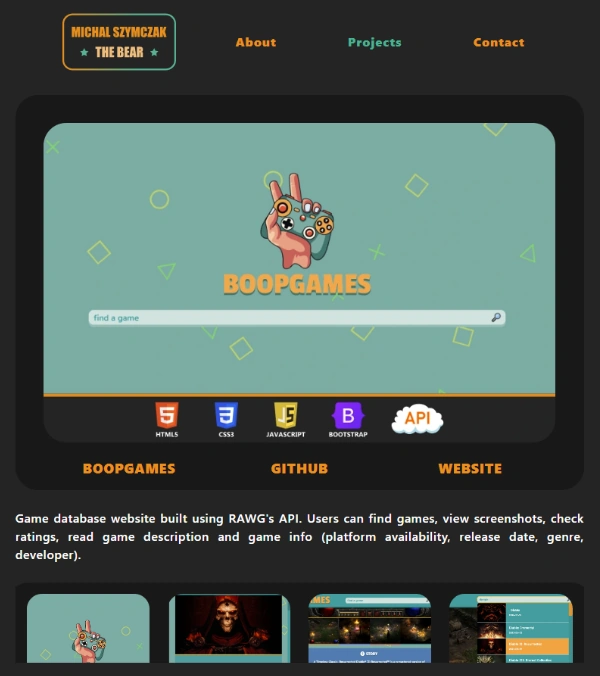 MICHAL SZYMCZAK
THE BEAR
About
Projects
Contact
BOOPGAMES
find a game
HTML5
CSS3
JAVASCRIPT
BOOTSTRAP
API
BOOPGAMES
GITHUB
WEBSITE
Game database website built using RAWG's API. Users can find games, view screenshots, check
ratings, read game description and game info (platform availability, release date, genre,
developer).